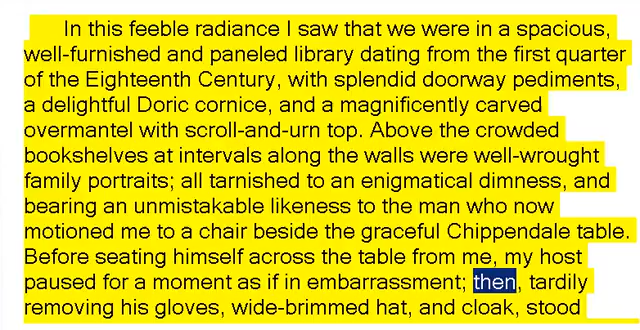 In this feeble radiance I saw that we were in a spacious,
well-furnished and paneled library dating from the first quarter
of the Eighteenth Century, with splendid doorway pediments,
a delightful Doric cornice, and a magnificently carved
overmantel with scroll-and-urn top. Above the crowded
bookshelves at intervals along the walls were well-wrought
family portraits; all tarnished to an enigmatical dimness, and
bearing an unmistakable likeness to the man who now
motioned me to a chair beside the graceful Chippendale table.
Before seating himself across the table from me, my host
paused for a moment as if in embarrassment; then, tardily
removing his gloves, wide-brimmed hat, and cloak, stood